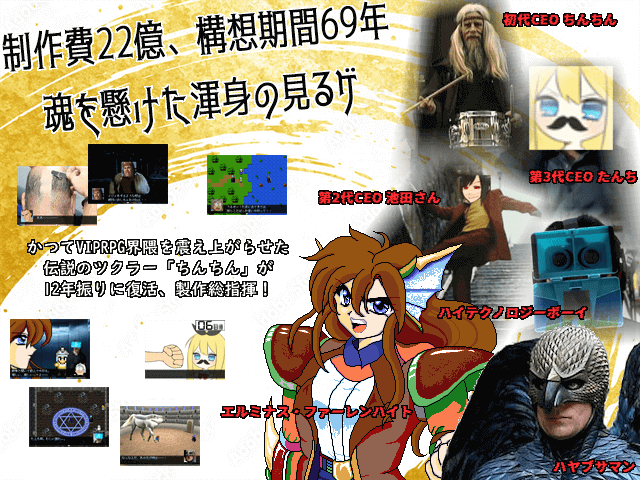 制作費22億、構想期間69年
魂を懸けた渾身の見るゲ
初代CEO ちんちん
第3代CEO たんち
第2代CEO 池田さん
かつてVIPRPG界隈を震え上がらせた
伝説のツクラー「ちんちん」が
12年振りに復活、製作総指揮!
ハイテクノロジーボーイ
エルミナス・ファーレンハイト
ハヤブサマン